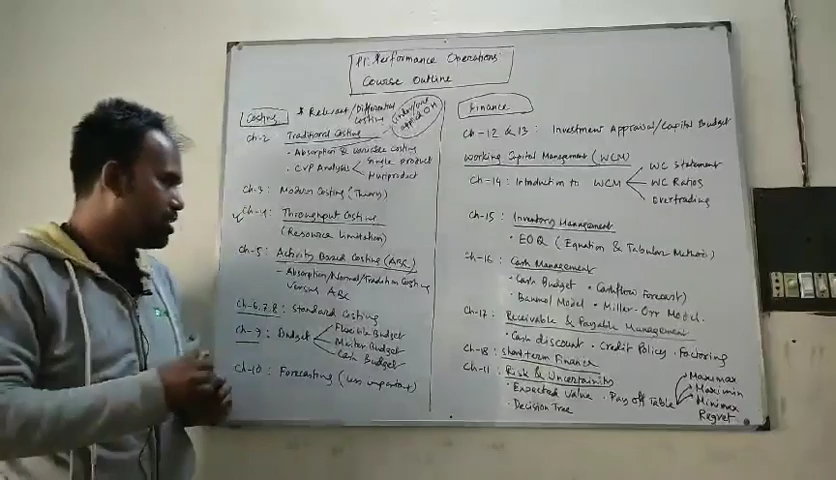 P1: Performance Operations
Course Outline
Costing
* Relevant/Differential
Costing
Ch-2 Traditional Costing
• Absorption & Variable Costing
• CVP Analysis
Single product
Multiproduct
Ch-3: Modern Costing (Theory)
Ch-4: Throughput Costing
(Resource Limitation)
Ch-5: Activity Based Costing (ABC)
- Absorption/Normal/Tradition Costing
Versus ABC
Ch-6,7,8: Standard Costing
Ch-9: Budget
Flexible Budget
Master Budget
Cash Budget
Ch-10: Forecasting (less important)
Finance
Ch-12 & 13: Investment Appraisal/Capital Budget
Working Capital Management (WCM)
Ch-14: Introduction to WCM
WC Statement
WC Ratios
Overtrading
Ch-15: Inventory Management
• EOQ (Equation & Tabular Method)
Ch-16: Cash Management
• Cash Budget • Cashflow Forecast)
• Baumol Model • Miller-Orr Model.
Ch-17: Receivable & Payable Management
• Cash discount • Credit Policy • Factoring
Ch-18: Short term Finance
Ch-11: Risk & Uncertainity
• Expected Value • Pay off Table
Maximax
Maximin
Minimax
Regret
• Decision Tree